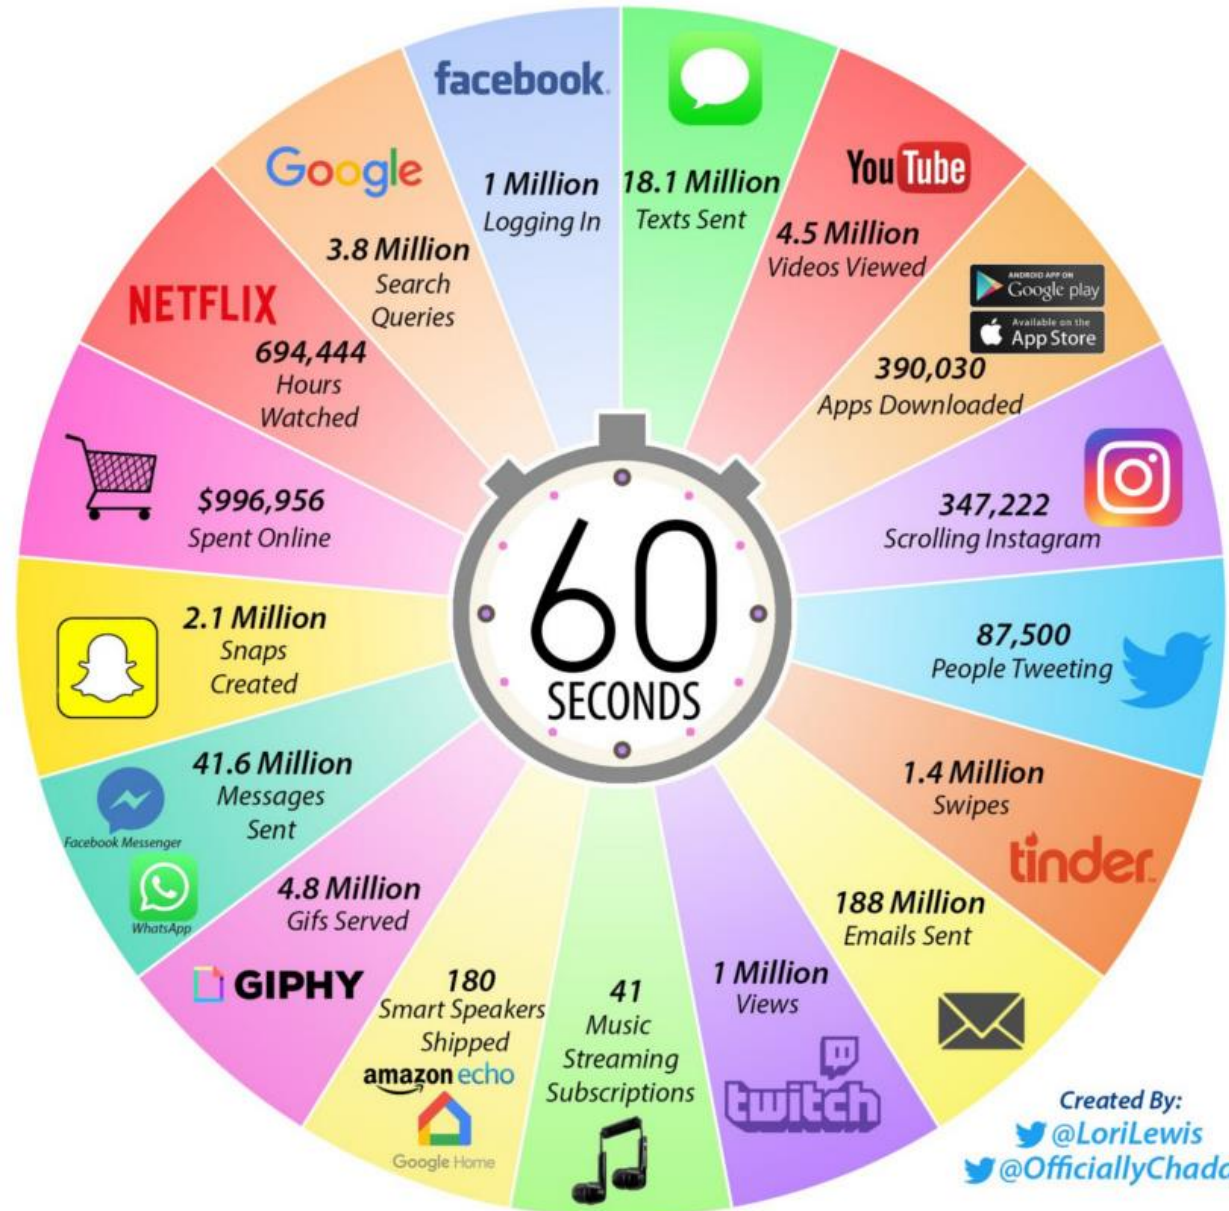 facebook
1 Million
Logging In
18.1 Million
Texts Sent
YouTube
4.5 Million
Videos Viewed
ANDROID APP ON
Google play
Available on the
App Store
390,030
Apps Downloaded
347,222
Scrolling Instagram
87,500
People Tweeting
1.4 Million
Swipes
tinder
188 Million
Emails Sent
1 Million
Views
twitch
41
Music
Streaming
Subscriptions
180
Smart Speakers
Shipped
amazon echo
Google Home
4.8 Million
Gifs Served
GIPHY
41.6 Million
Messages
Sent
Facebook Messenger
WhatsApp
2.1 Million
Snaps
Created
$996,956
Spent Online
NETFLIX
694,444
Hours
Watched
Google
3.8 Million
Search
Queries
60
SECONDS
Created By:
@LoriLewis
@OfficiallyChadd